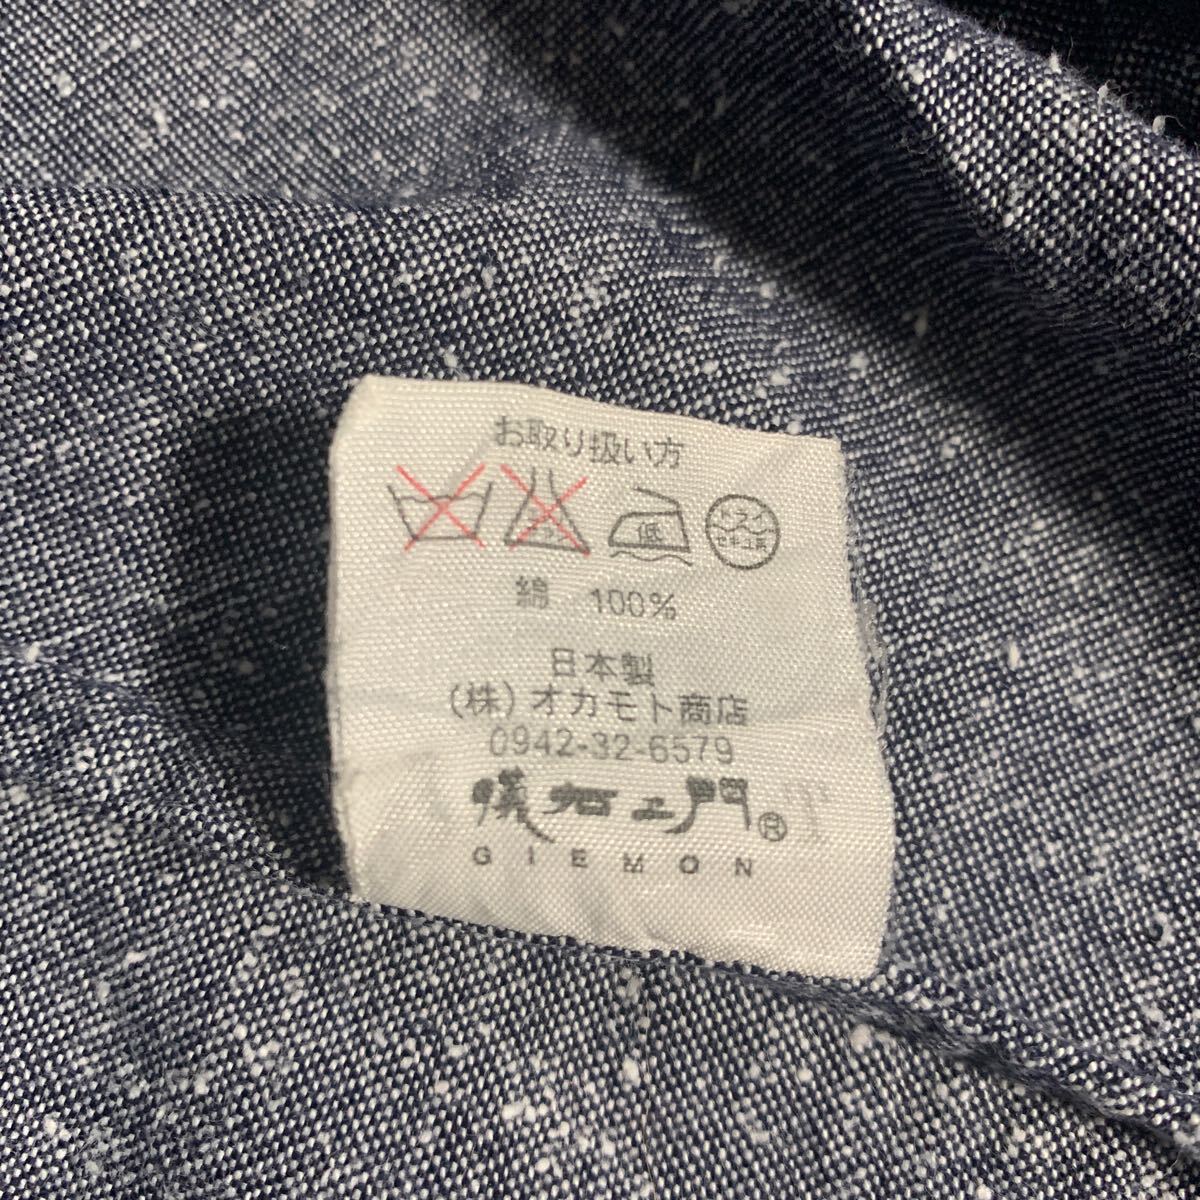 お取り扱い方
低
綿 100%
日本製
(株)オカモト商店
0942-32-6579
儀右ヱ門®
GIEMON